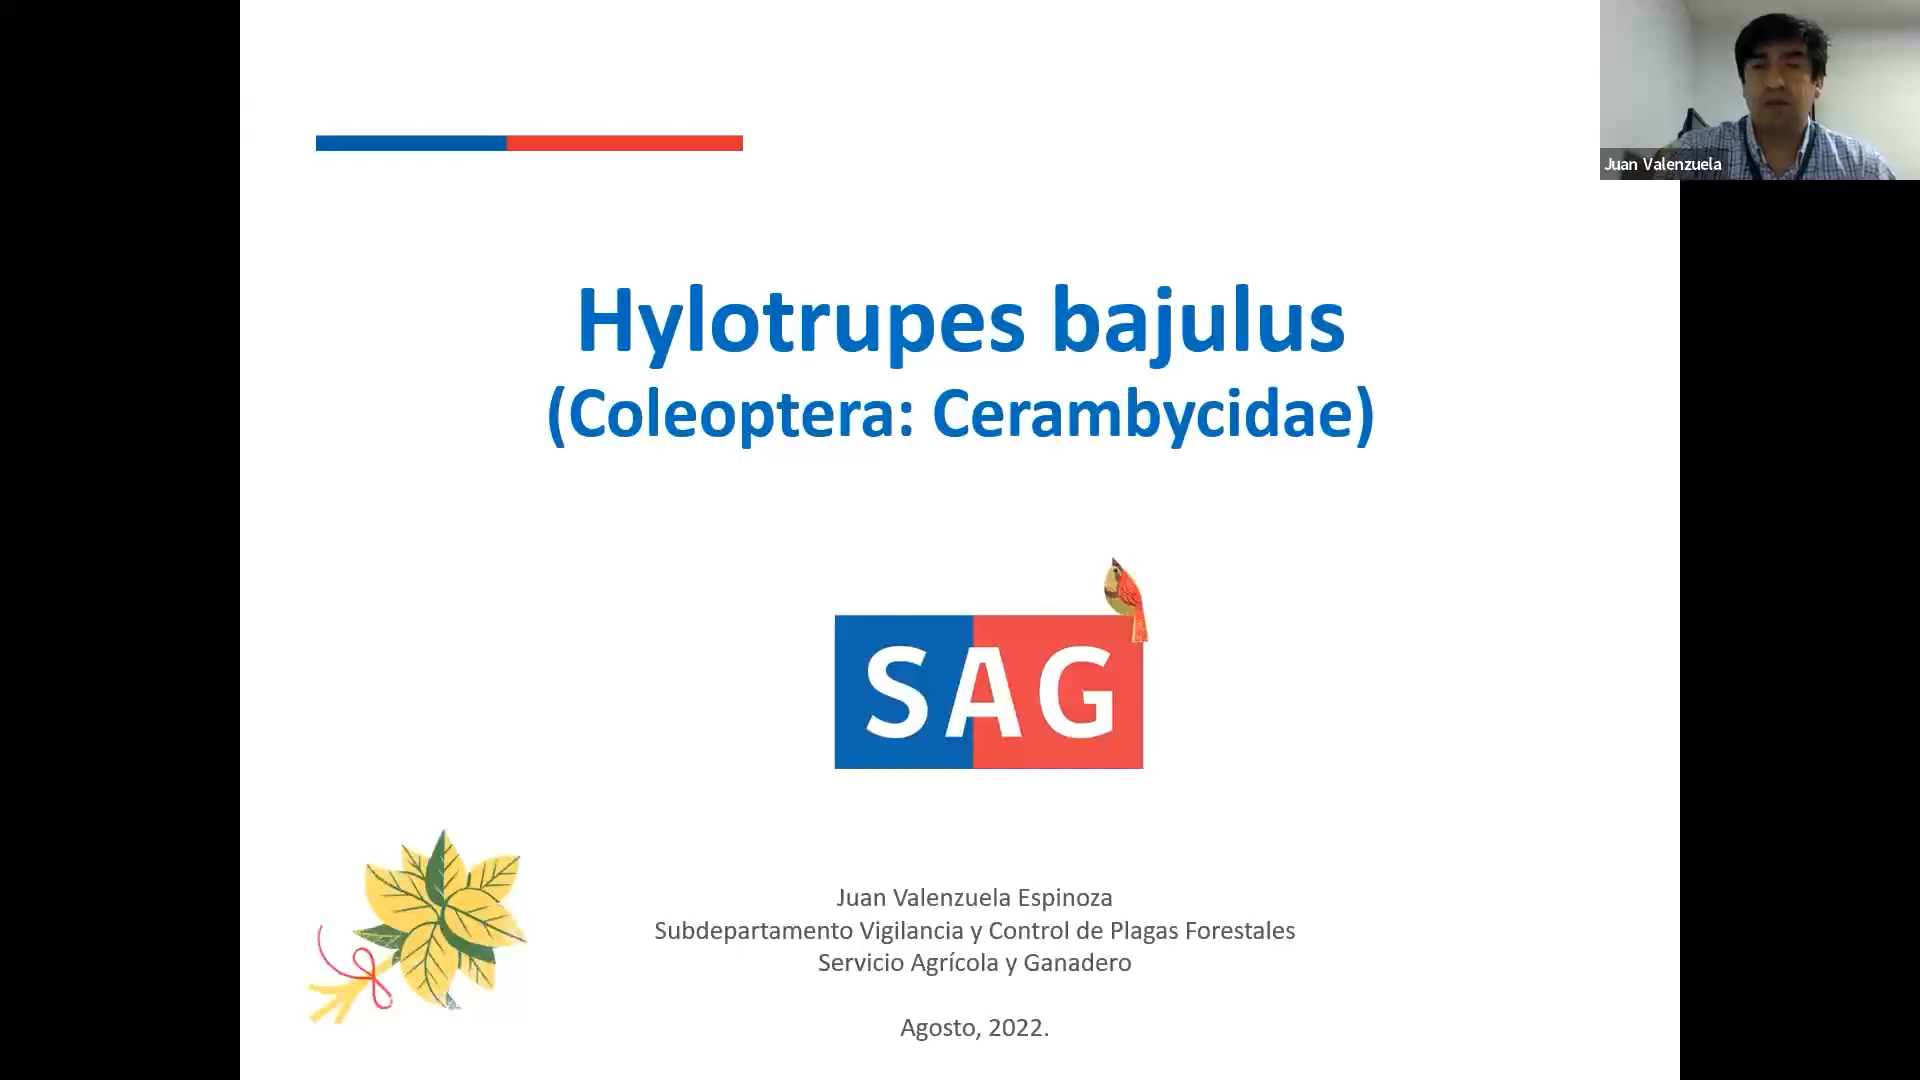 Juan Valenzuela
Hylotrupes bajulus
(Coleoptera: Cerambycidae)
SAG
Juan Valenzuela Espinoza
Subdepartamento Vigilancia y Control de Plagas Forestales
Servicio Agrícola y Ganadero
Agosto, 2022.